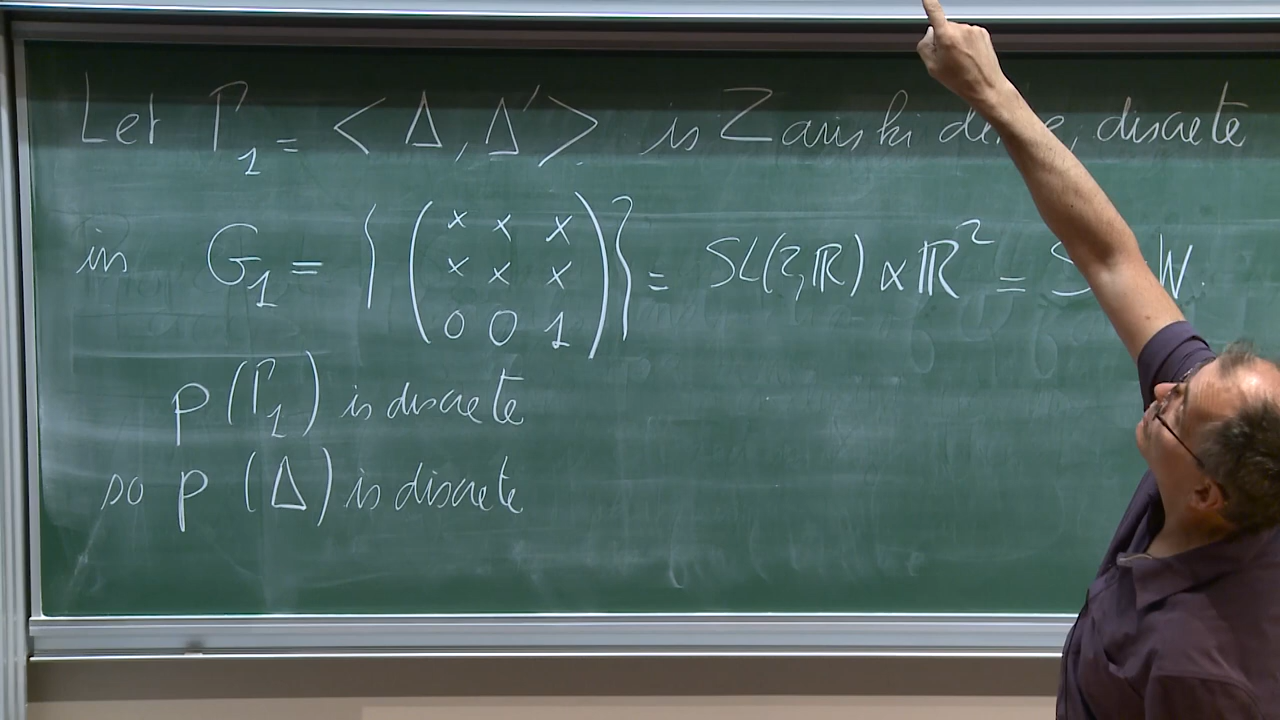 Let Γ₁ = < Δ, Δ' > is Zariski de e, discrete
in G₁ = { ( x x x
x x x
0 0 1 ) } = SL(2,ℝ) ⋉ ℝ² = S W.
p (Γ₁) is discrete
so p (Δ) is discrete